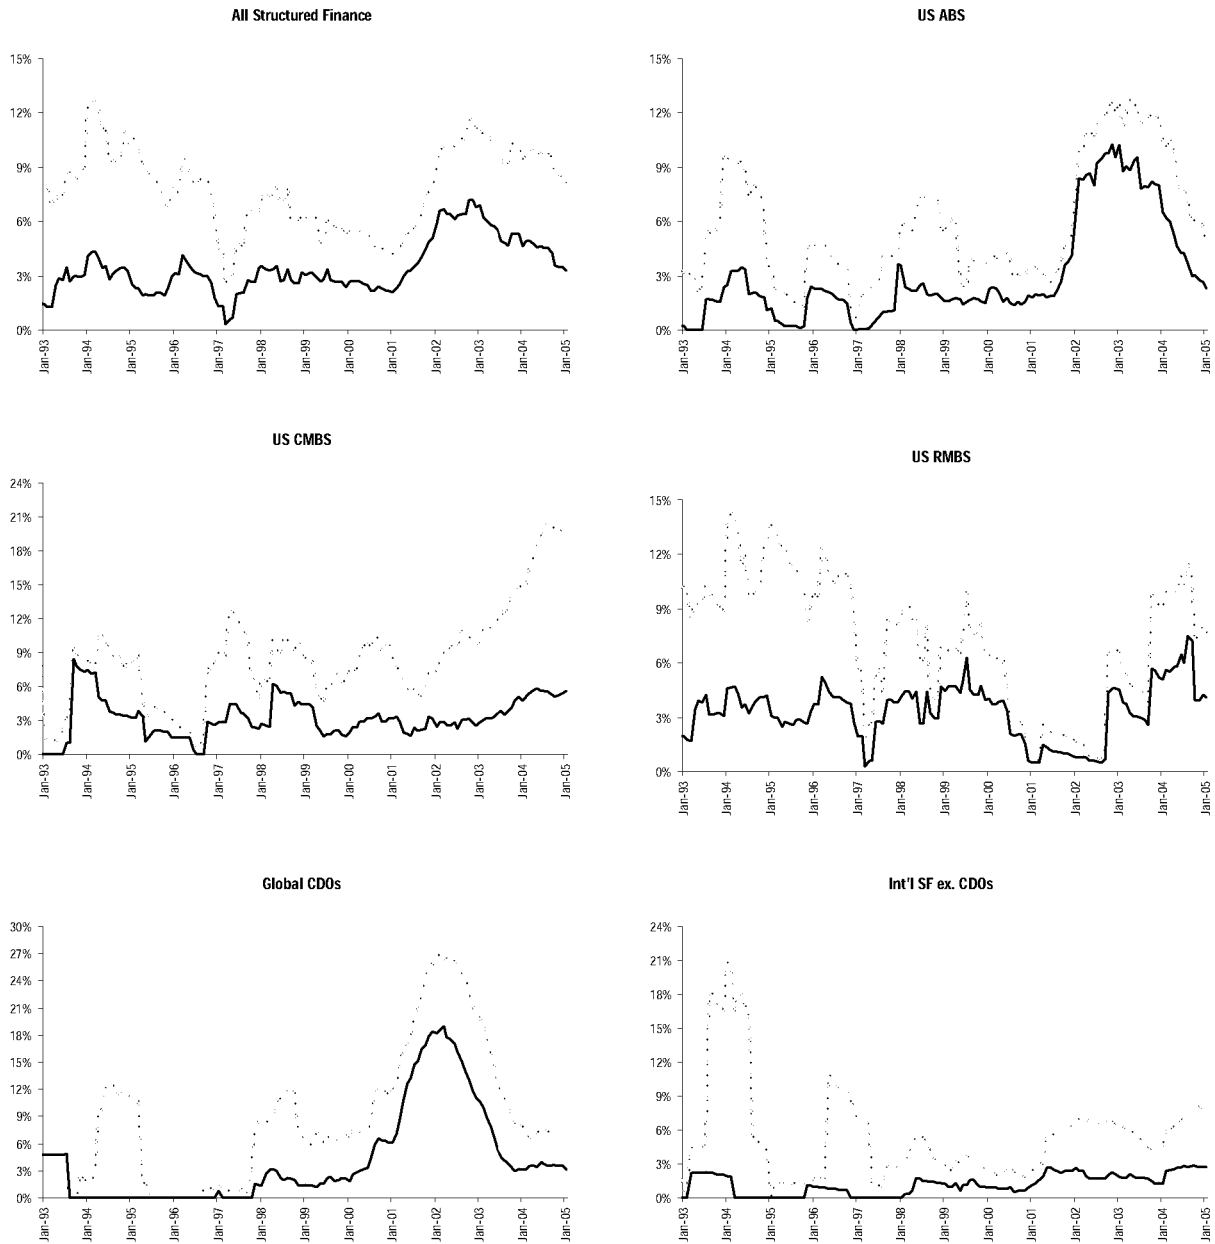 All Structured Finance
US ABS
15%
12%
9%
6%
3%
0%
Jan-93
Jan-94
Jan-95
Jan-96
Jan-97
Jan-98
Jan-99
Jan-00
Jan-01
Jan-02
Jan-03
Jan-04
Jan-05
15%
12%
9%
6%
3%
0%
Jan-93
Jan-94
Jan-95
Jan-96
Jan-97
Jan-98
Jan-99
Jan-00
Jan-01
Jan-02
Jan-03
Jan-04
Jan-05
US CMBS
US RMBS
24%
21%
18%
15%
12%
9%
6%
3%
0%
Jan-93
Jan-94
Jan-95
Jan-96
Jan-97
Jan-98
Jan-99
Jan-00
Jan-01
Jan-02
Jan-03
Jan-04
Jan-05
15%
12%
9%
6%
3%
0%
Jan-93
Jan-94
Jan-95
Jan-96
Jan-97
Jan-98
Jan-99
Jan-00
Jan-01
Jan-02
Jan-03
Jan-04
Jan-05
Global CDOs
Int'l SF ex. CDOs
30%
27%
24%
21%
18%
15%
12%
9%
6%
3%
0%
Jan-93
Jan-94
Jan-95
Jan-96
Jan-97
Jan-98
Jan-99
Jan-00
Jan-01
Jan-02
Jan-03
Jan-04
Jan-05
24%
21%
18%
15%
12%
9%
6%
3%
0%
Jan-93
Jan-94
Jan-95
Jan-96
Jan-97
Jan-98
Jan-99
Jan-00
Jan-01
Jan-02
Jan-03
Jan-04
Jan-05